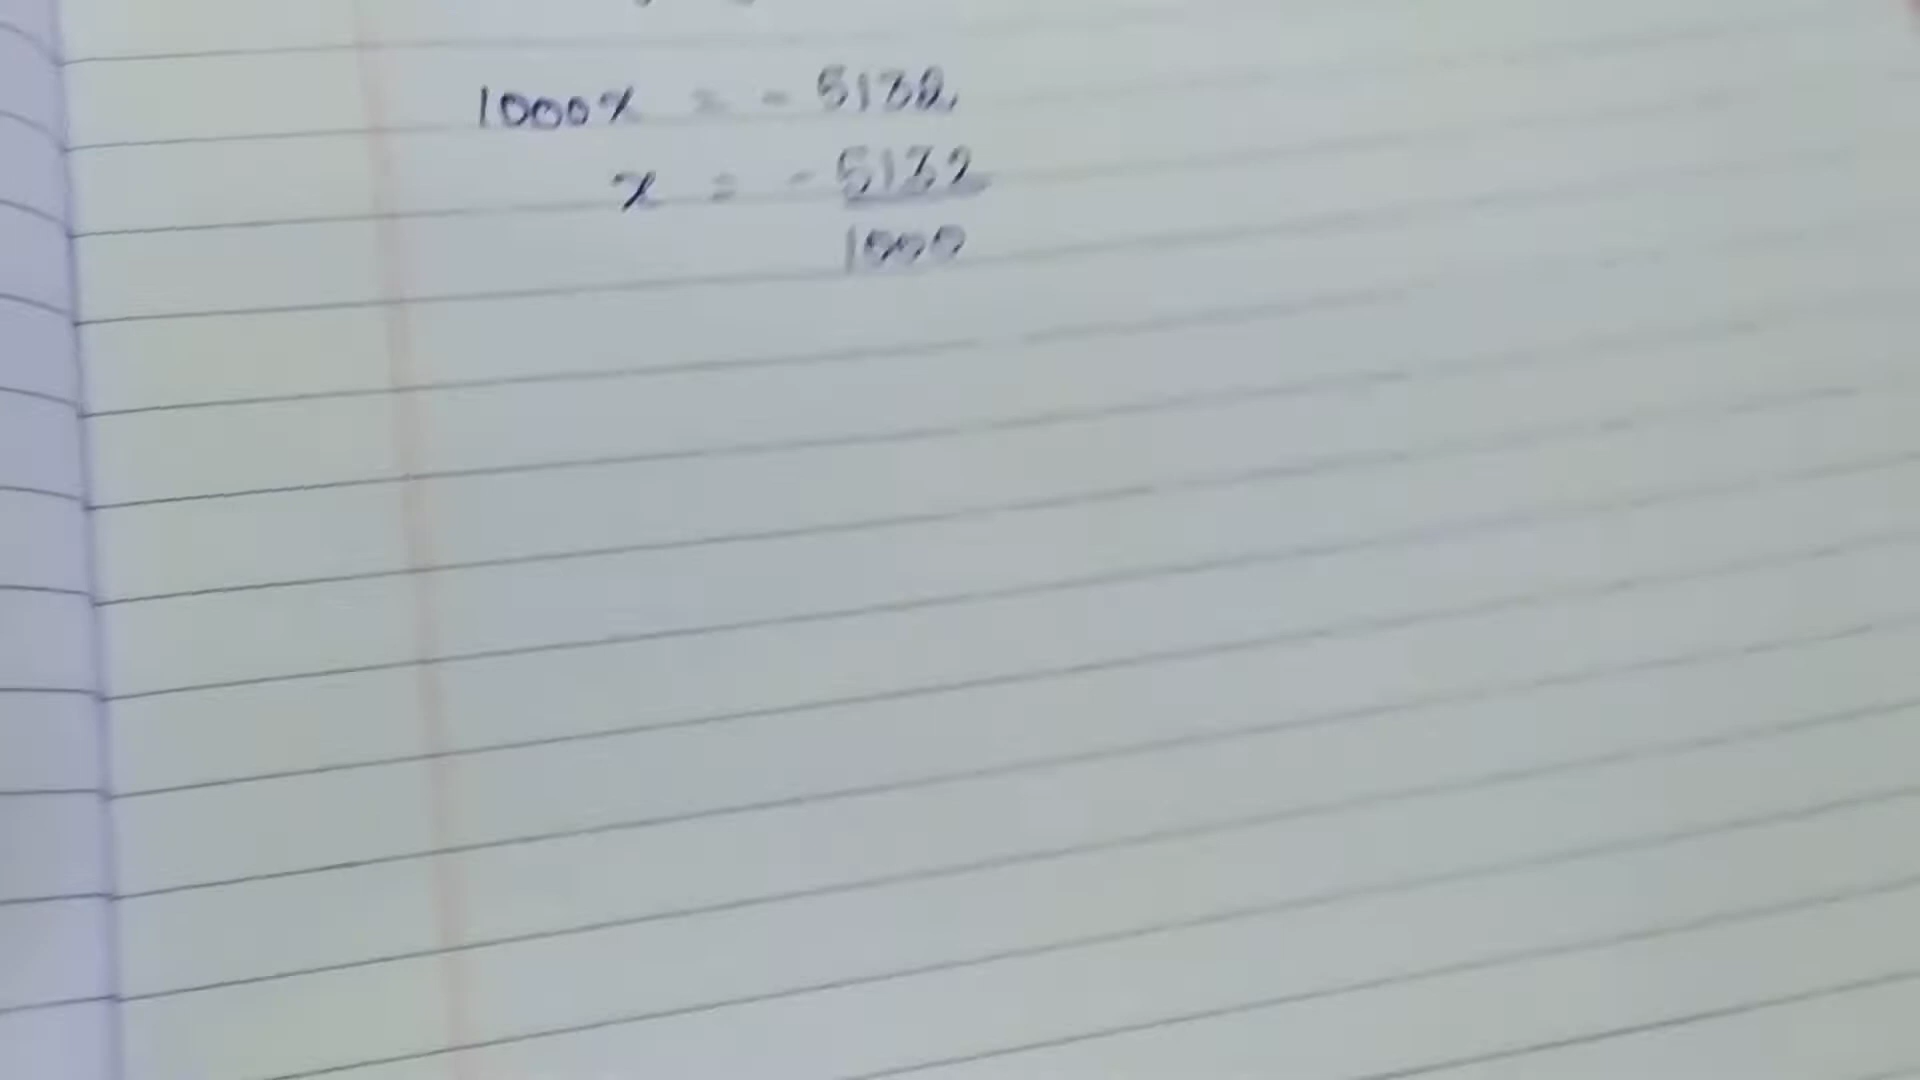 1000x = - 5132
x = - 5132
1000